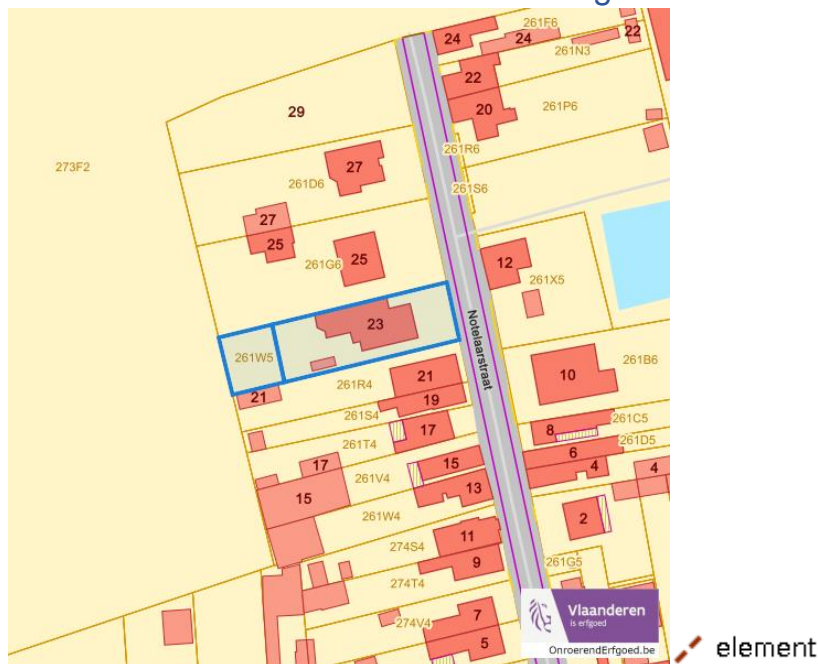 24
261F6
24
22
261N3
22
20
261P6
29
261R6
273F2
27
261D6
261S6
27
25
25
261G6
12
261X5
23
Notelaarstraat
261W5
261B6
21
261R4
21
10
19
261S4
261C5
17
8
261T4
261D5
6
17
15
4
4
261V4
15
13
261W4
2
11
274S4
261G5
9
274T4
7
274V4
5
Vlaanderen
is erfgoed
OnroerendErfgoed.be
element